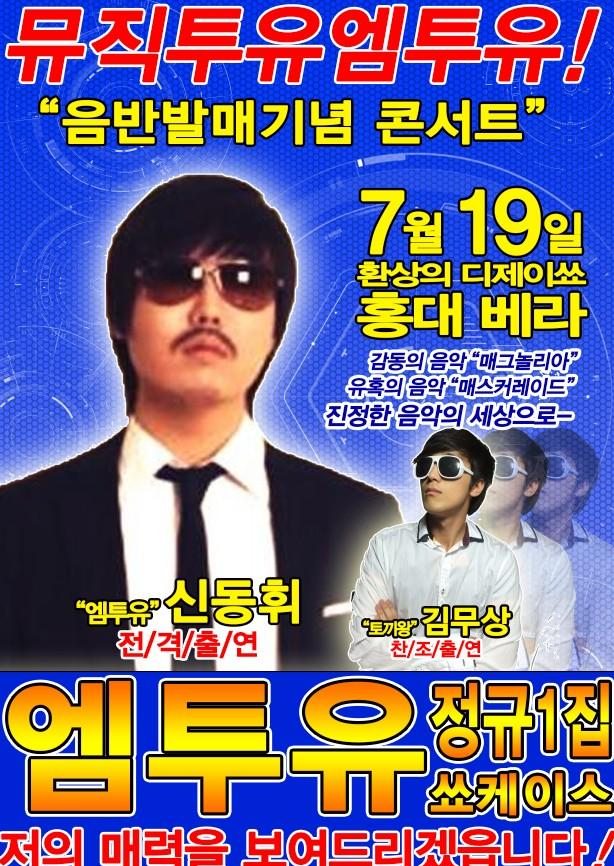 뮤직투유엠투유!
“음반발매기념 콘서트”
7월 19일
환상의 디제이쑈
홍대 베라
감동의 음악 “매그놀리아”
유혹의 음악 “매스커레이드”
진정한 음악의 세상으로-
“엠투유” 신동휘
전/격/출/연
“토끼왕” 김무상
찬/조/출/연
엠투유 정규1집
쑈케이스
저의 매력을 보여드리겠읍니다!